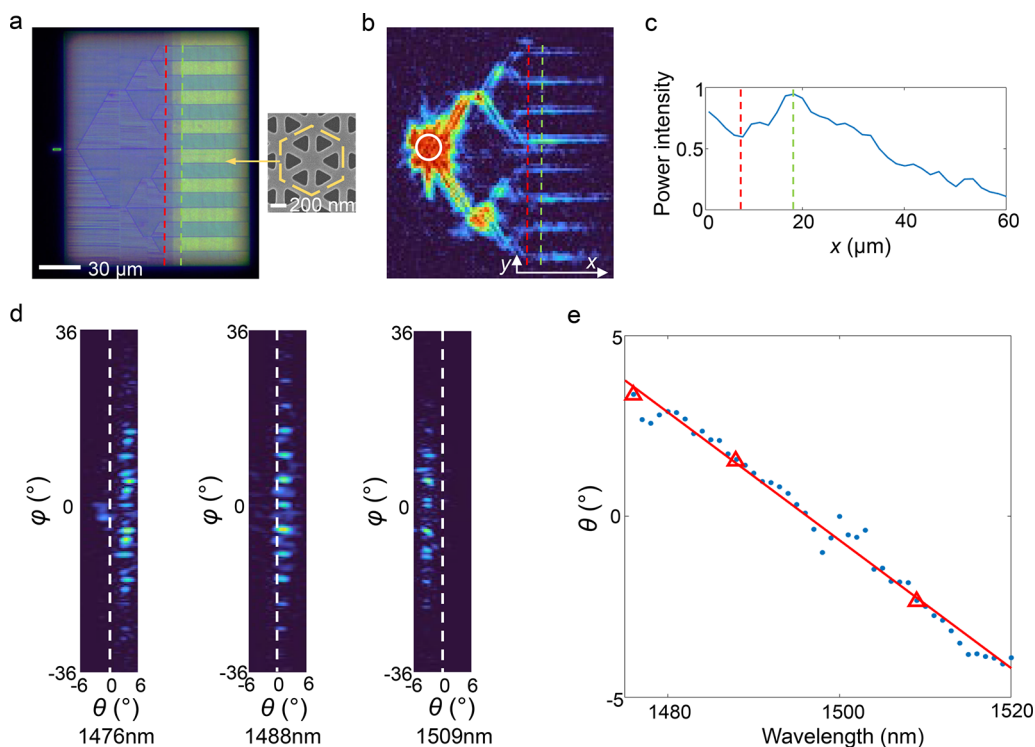 a
30 μm
200 nm
b
y
x
c
Power intensity
1
0.5
0
0
20
40
60
x (μm)
d
36
0
-36
φ (°)
-6 0 6
θ (°)
1476nm
36
0
-36
φ (°)
-6 0 6
θ (°)
1488nm
36
0
-36
φ (°)
-6 0 6
θ (°)
1509nm
e
5
0
-5
θ (°)
1480
1500
1520
Wavelength (nm)